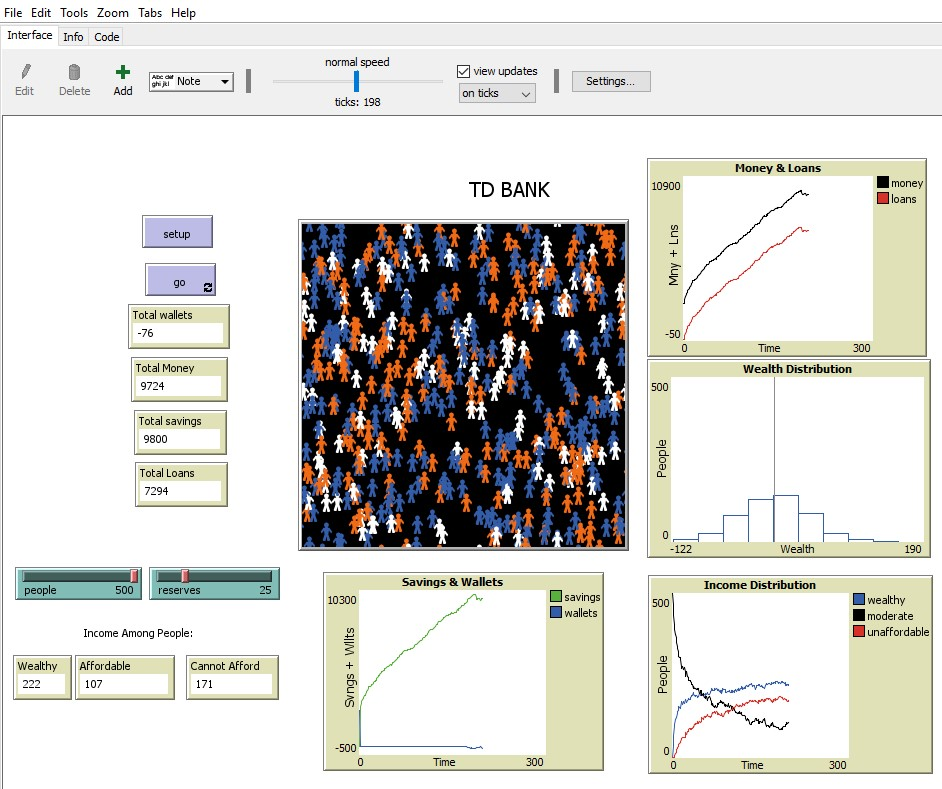 File Edit Tools Zoom Tabs Help
Interface Info Code
normal speed
Edit Delete Add
Abc def
ghi jkl
Note
ticks: 198
view updates
on ticks
Settings...
TD BANK
setup
go
Total wallets
-76
Total Money
9724
Total savings
9800
Total Loans
7294
people 500
reserves 25
Income Among People:
Wealthy
222
Affordable
107
Cannot Afford
171
Money & Loans
10900
Mny + Lns
-50
0 Time 300
money
loans
Wealth Distribution
500
People
0
-122 Wealth 190
Savings & Wallets
10300
Svngs + Wllts
-500
0 Time 300
savings
wallets
Income Distribution
500
People
0
0 Time 300
wealthy
moderate
unaffordable